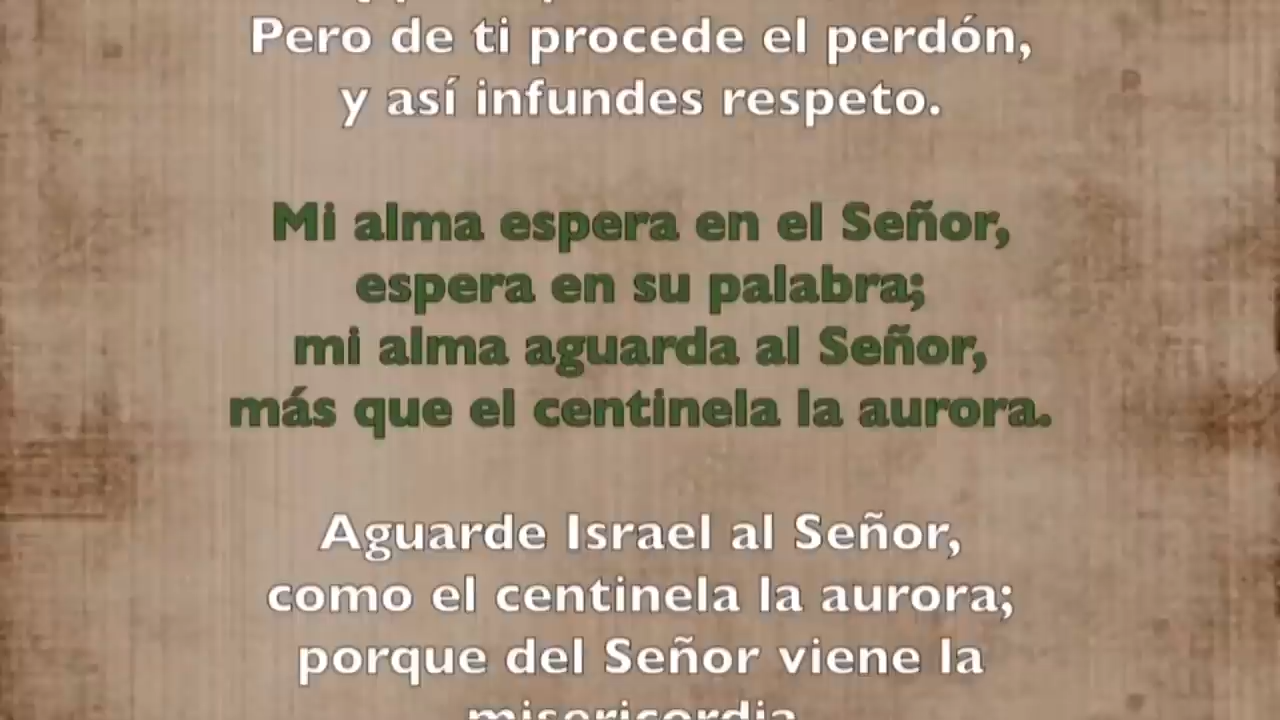 Pero de ti procede el perdón,
y así infundes respeto.
Mi alma espera en el Señor,
espera en su palabra;
mi alma aguarda al Señor,
más que el centinela la aurora.
Aguarde Israel al Señor,
como el centinela la aurora;
porque del Señor viene la
misericordia